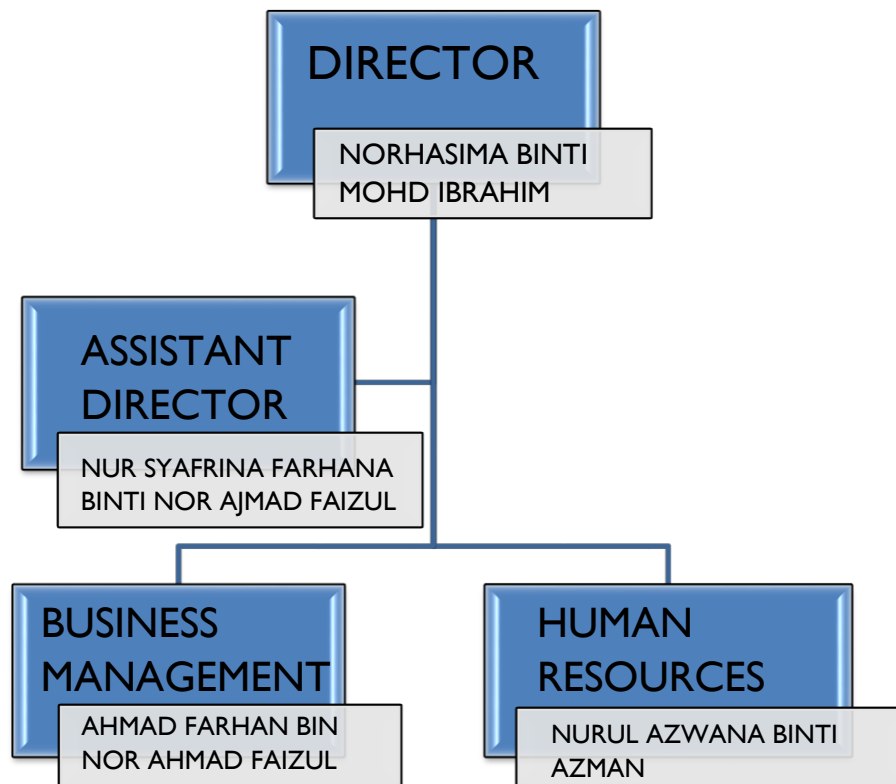 DIRECTOR
NORHASIMA BINTI
MOHD IBRAHIM
ASSISTANT
DIRECTOR
NUR SYAFRINA FARHANA
BINTI NOR AJMAD FAIZUL
BUSINESS
MANAGEMENT
AHMAD FARHAN BIN
NOR AHMAD FAIZUL
HUMAN
RESOURCES
NURUL AZWANA BINTI
AZMAN